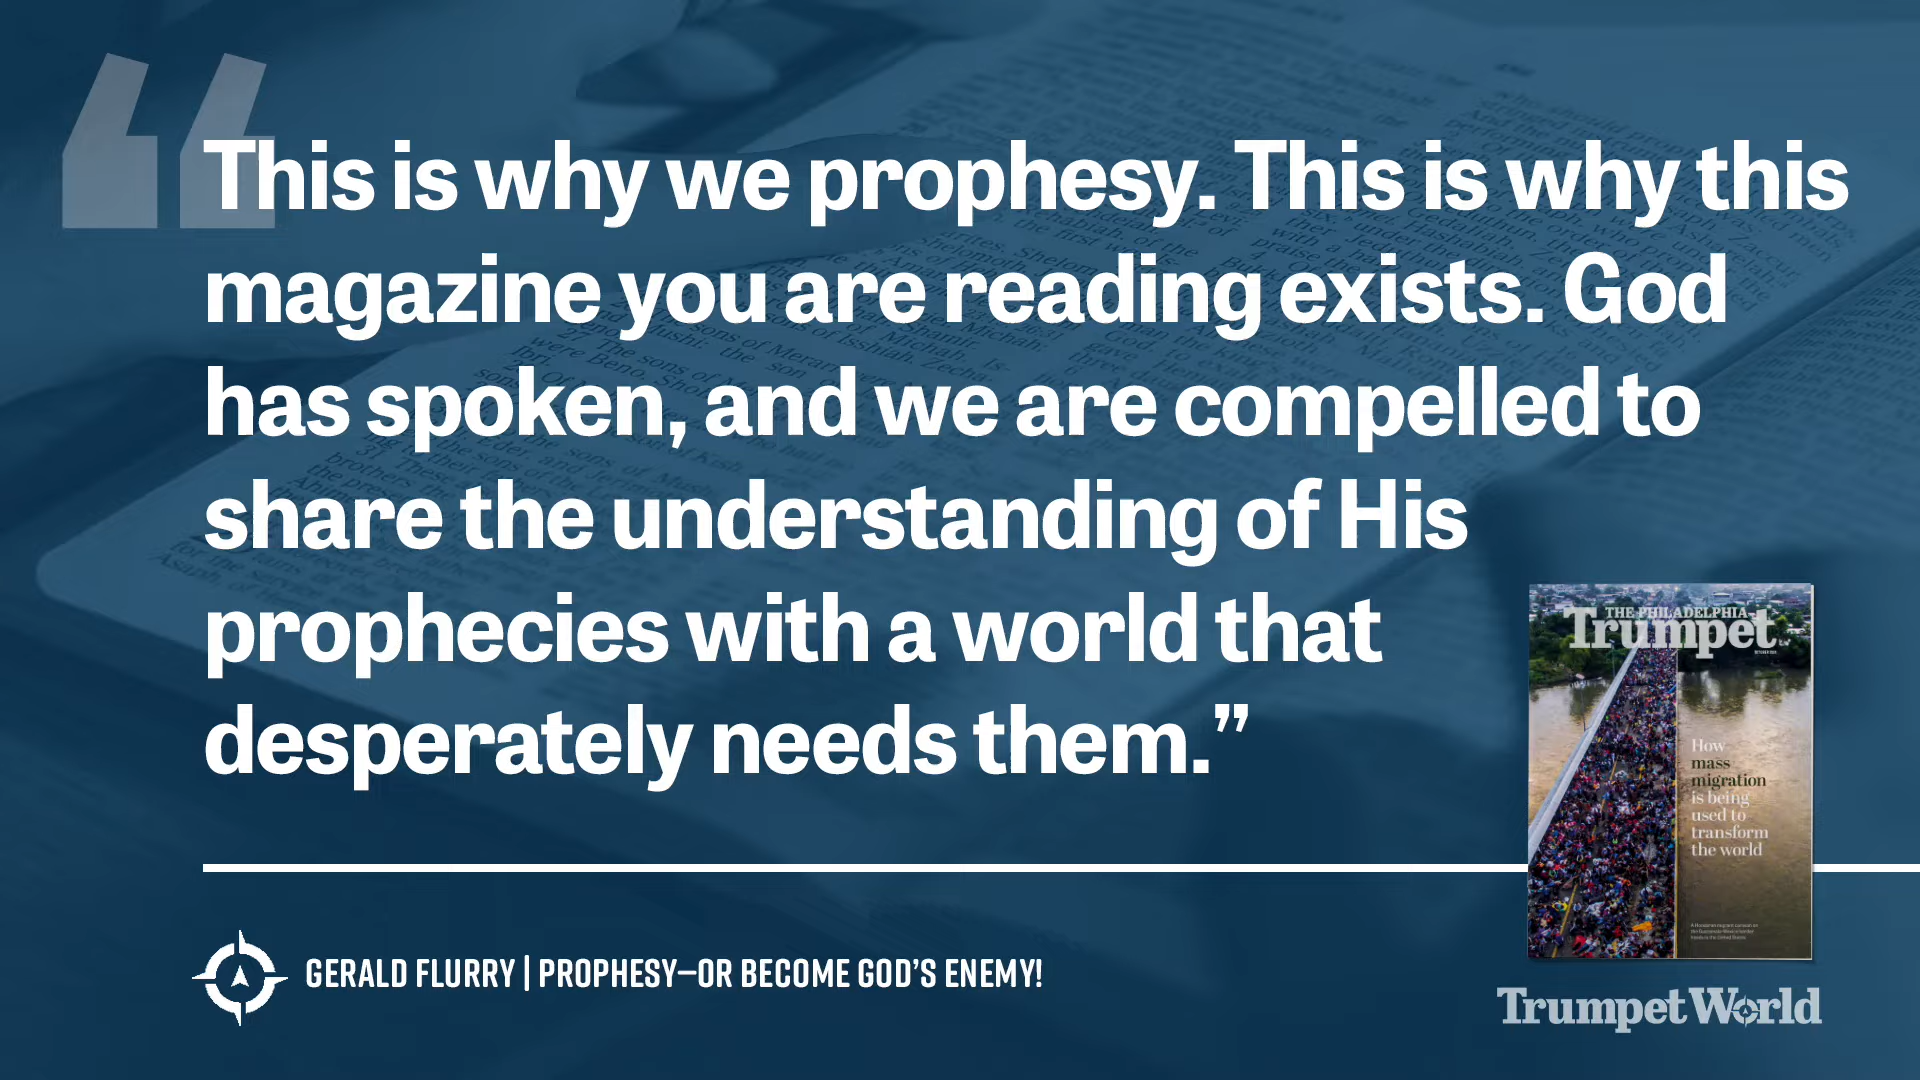 “
This is why we prophesy. This is why this
magazine you are reading exists. God
has spoken, and we are compelled to
share the understanding of His
prophecies with a world that
desperately needs them.”
GERALD FLURRY | PROPHESY—OR BECOME GOD’S ENEMY!
THE PHILADELPHIA
Trumpet
How
mass
migration
is being
used to
transform
the world
TrumpetWorld